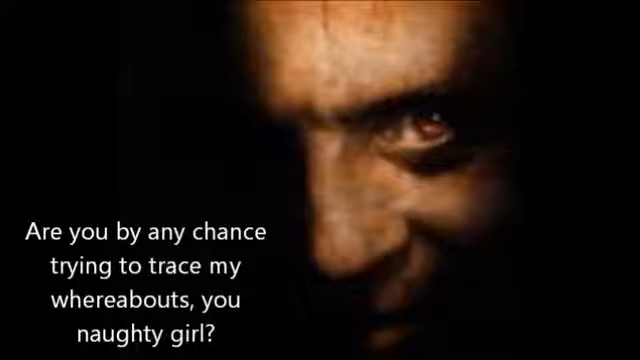 Are you by any chance
trying to trace my
whereabouts, you
naughty girl?